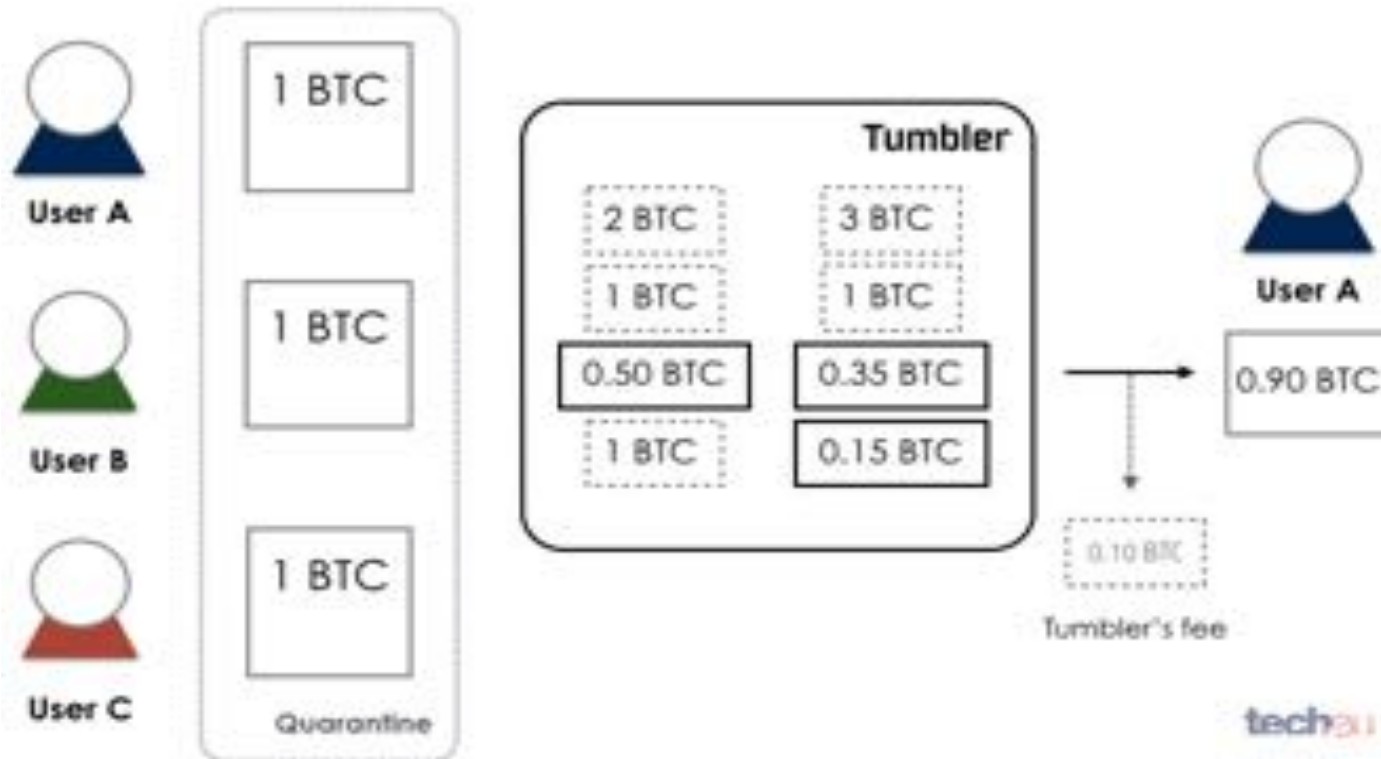 User A
1 BTC
User B
1 BTC
User C
1 BTC
Quarantine
Tumbler
2 BTC
3 BTC
1 BTC
1 BTC
0.50 BTC
0.35 BTC
1 BTC
0.15 BTC
0.10 BTC
Tumbler's fee
User A
0.90 BTC
tech.eu